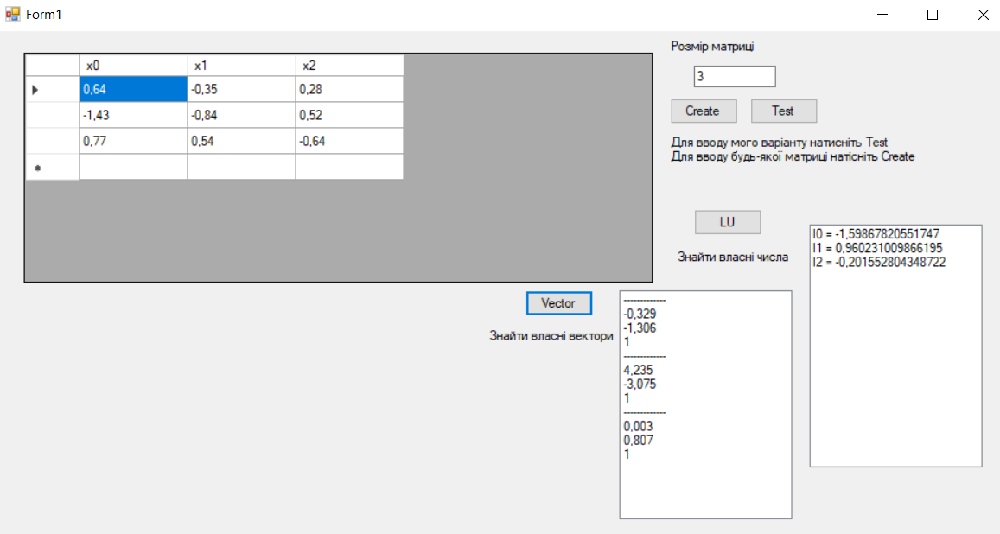 Form1
x0 x1 x2
0,64 -0,35 0,28
-1,43 -0,84 0,52
0,77 0,54 -0,64
Розмір матриці
3
Create Test
Для вводу мого варіанту натисніть Test
Для вводу будь-якої матриці натісніть Create
LU
Знайти власні числа
l0 = -1,59867820551747
l1 = 0,960231009866195
l2 = -0,201552804348722
Vector
Знайти власні вектори
-------------
-0,329
-1,306
1
-------------
4,235
-3,075
1
-------------
0,003
0,807
1